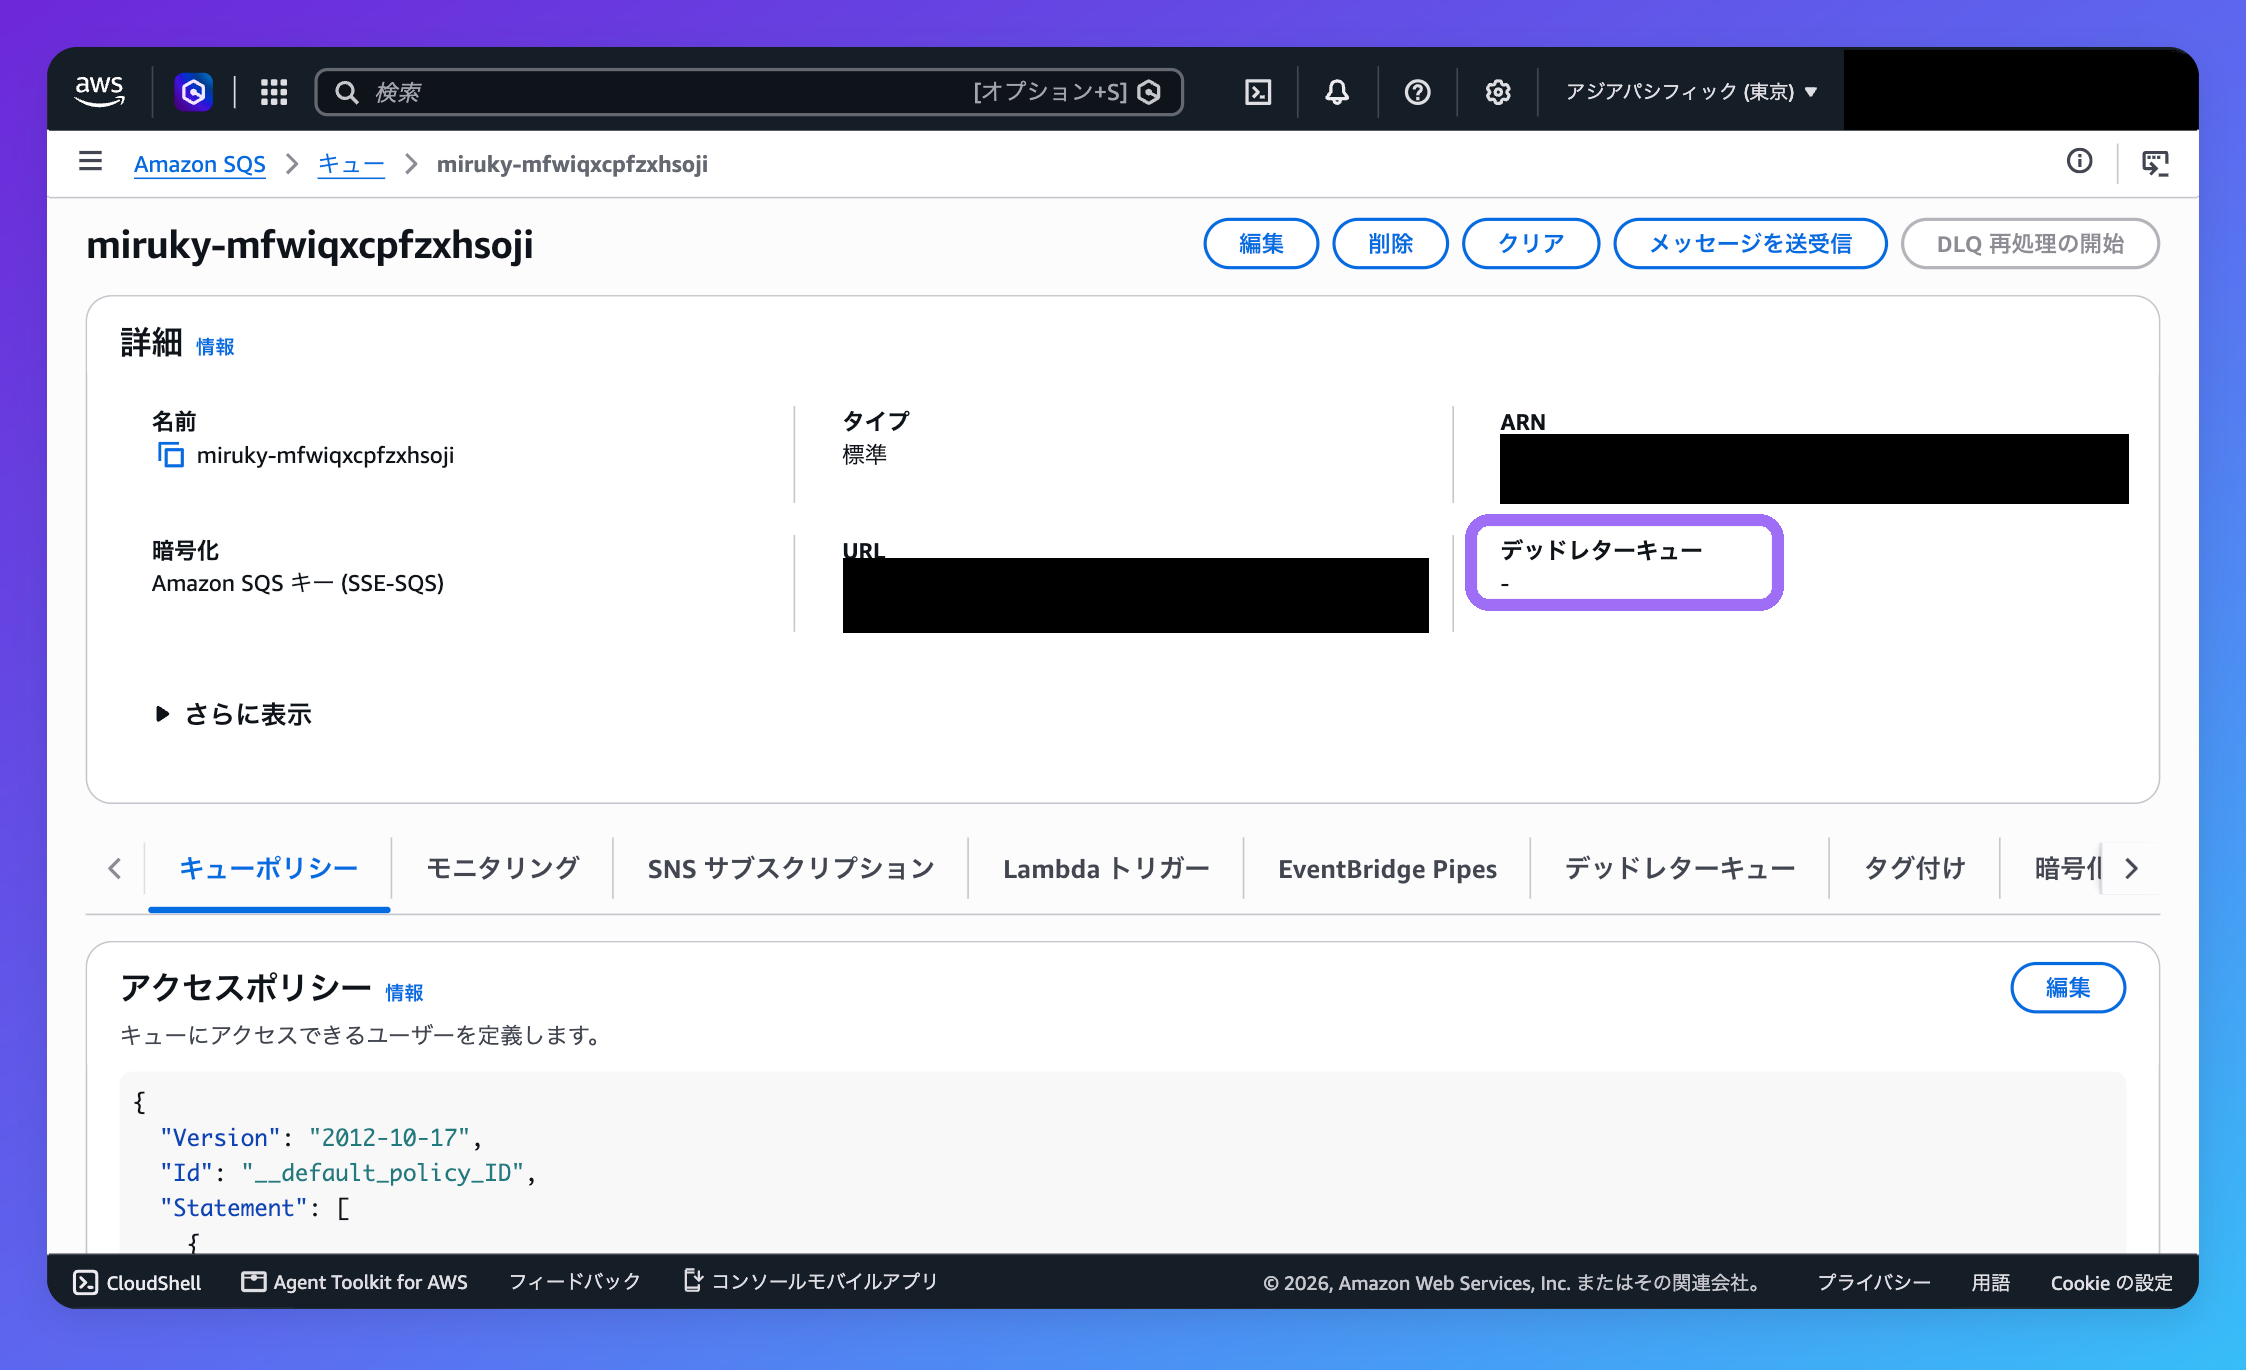 aws
検索
[オプション+S]
アジアパシフィック (東京) ▼
Amazon SQS
キュー
miruky-mfwiqxcpfzxhsoji
miruky-mfwiqxcpfzxhsoji
編集
削除
クリア
メッセージを送受信
DLQ 再処理の開始
詳細 情報
名前
miruky-mfwiqxcpfzxhsoji
タイプ
標準
ARN
暗号化
Amazon SQS キー (SSE-SQS)
URL
デッドレターキュー
-
さらに表示
キューポリシー
モニタリング
SNS サブスクリプション
Lambda トリガー
EventBridge Pipes
デッドレターキュー
タグ付け
暗号化
アクセスポリシー 情報
編集
キューにアクセスできるユーザーを定義します。
{
"Version": "2012-10-17",
"Id": "__default_policy_ID",
"Statement": [
{
CloudShell
Agent Toolkit for AWS
フィードバック
コンソールモバイルアプリ
© 2026, Amazon Web Services, Inc. またはその関連会社。
プライバシー
用語
Cookie の設定